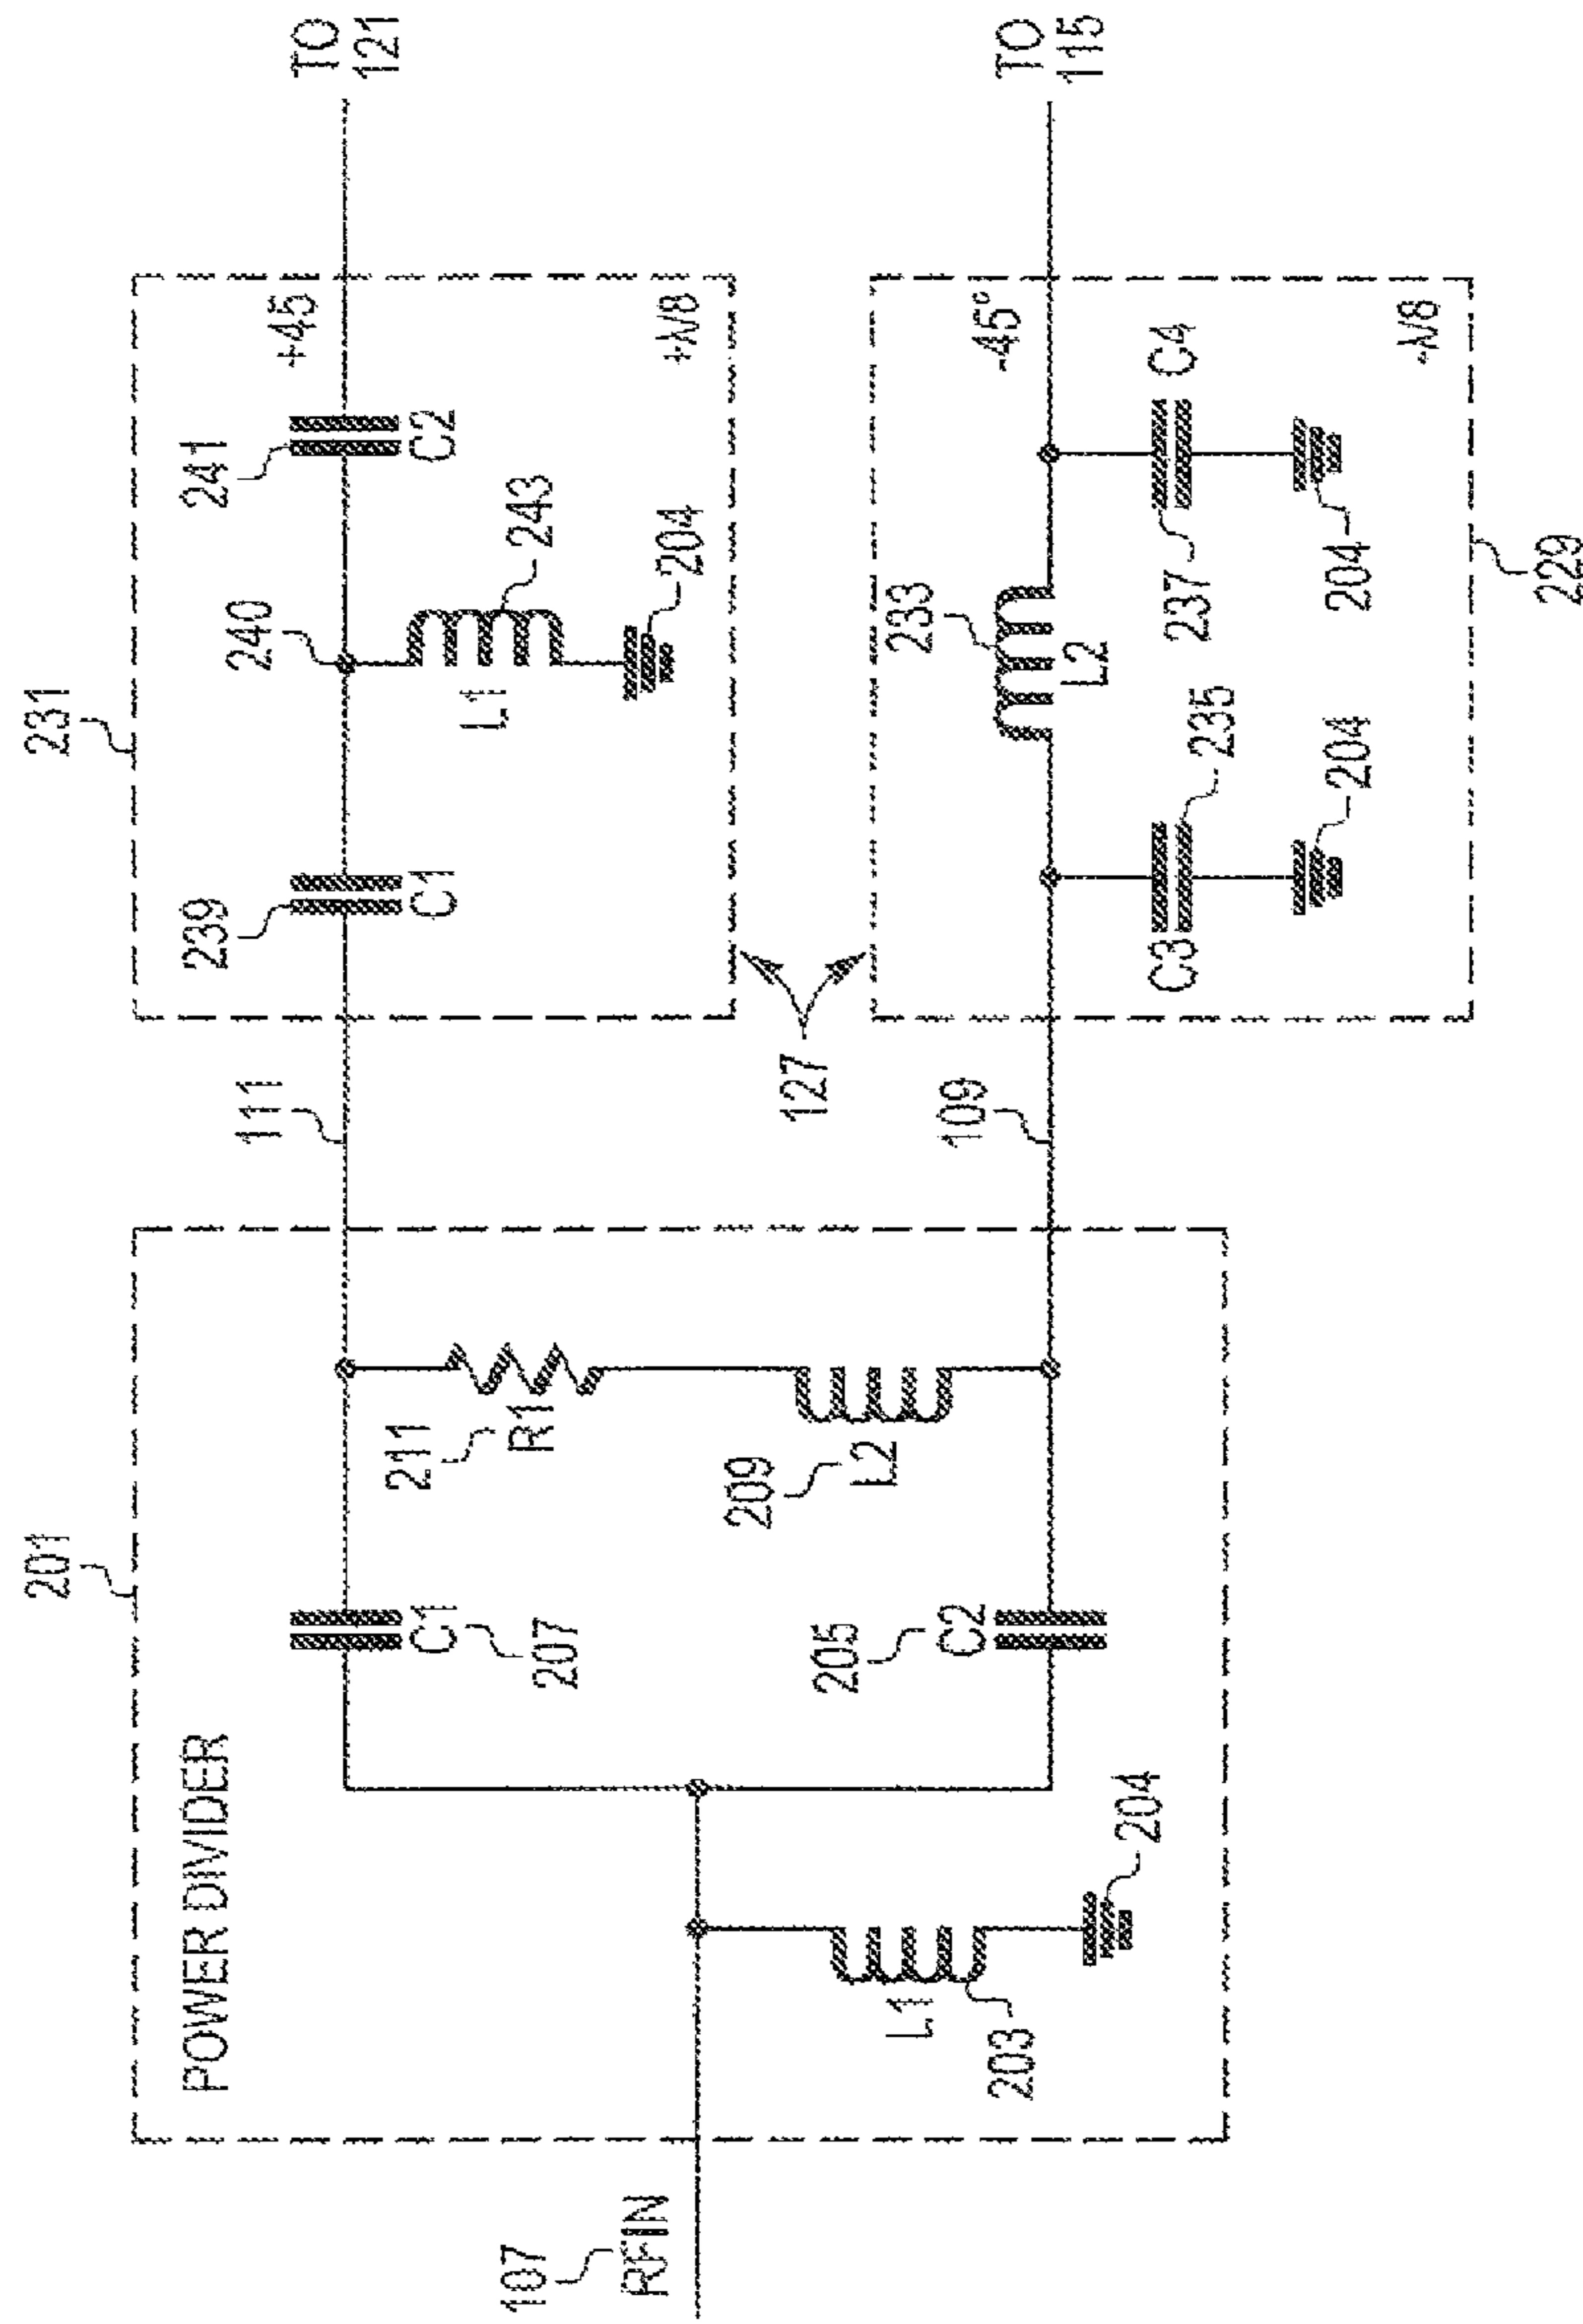 107
RFIN
201
POWER DIVIDER
L1
203
204
C1
207
205
C2
211
R1
209
L2
111
109
127
231
239
C1
240
241
C2
+45
L1
243
204
+λ/8
TO
121
233
L2
-45°
C3
235
204
237
C4
204
-λ/8
229
TO
115